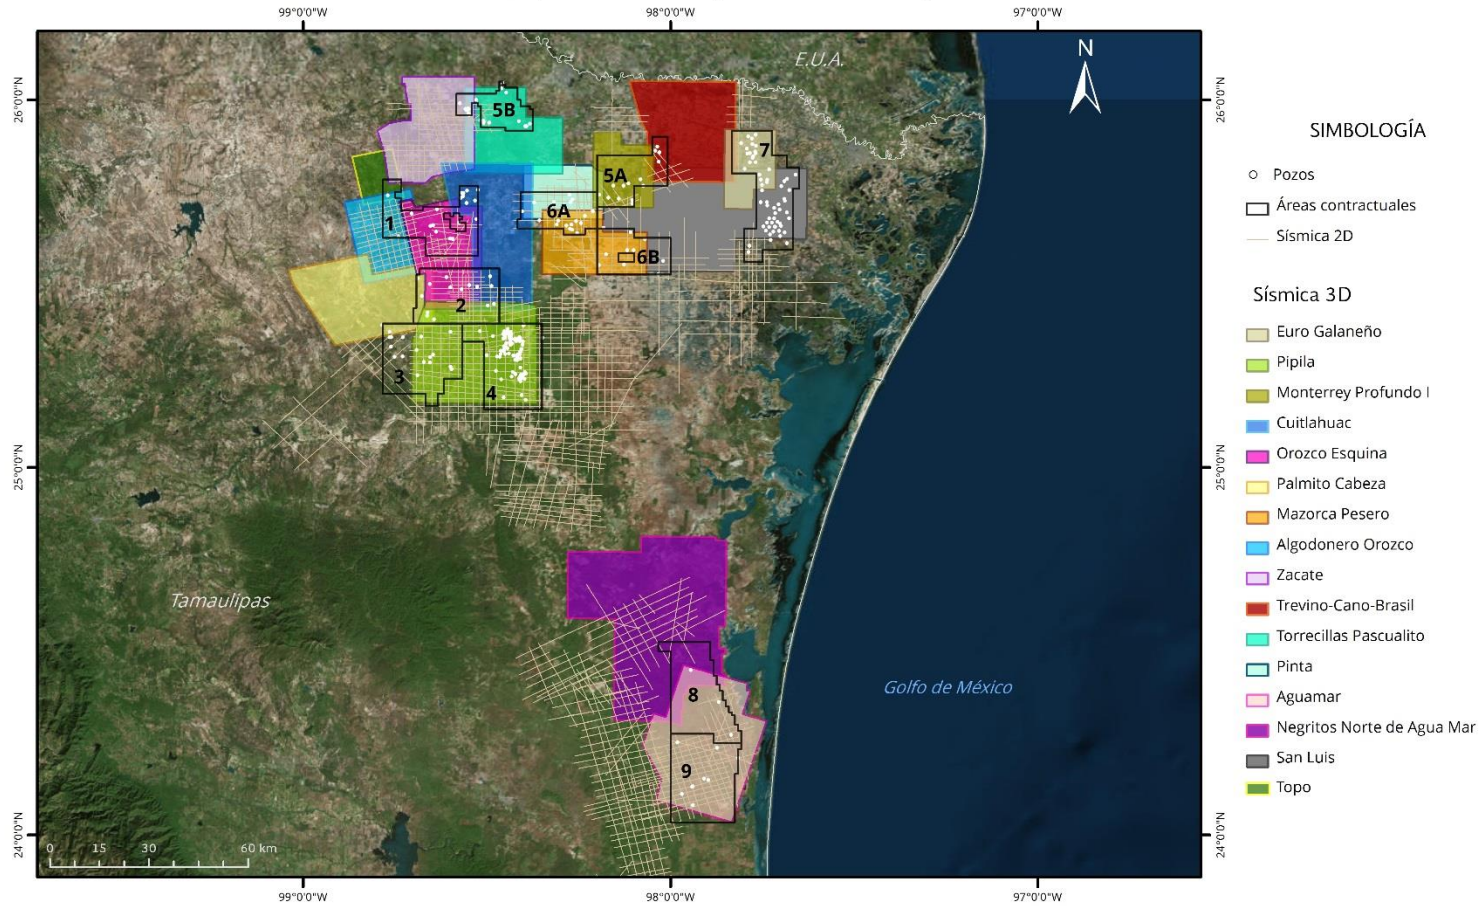 99°0'0"W 98°0'0"W 97°0'0"W
26°0'0"N
25°0'0"N
24°0'0"N
E.U.A.
N
5B
7
5A
1
6A
6B
2
3
4
Tamaulipas
8
Golfo de México
9
0 15 30 60 km
26°0'0"N
25°0'0"N
24°0'0"N
99°0'0"W 98°0'0"W 97°0'0"W
SIMBOLOGÍA
Pozos
Áreas contractuales
Sísmica 2D
Sísmica 3D
Euro Galaneño
Pipila
Monterrey Profundo I
Cuitlahuac
Orozco Esquina
Palmito Cabeza
Mazorca Pesero
Algodonero Orozco
Zacate
Trevino-Cano-Brasil
Torrecillas Pascualito
Pinta
Aguamar
Negritos Norte de Agua Mar
San Luis
Topo